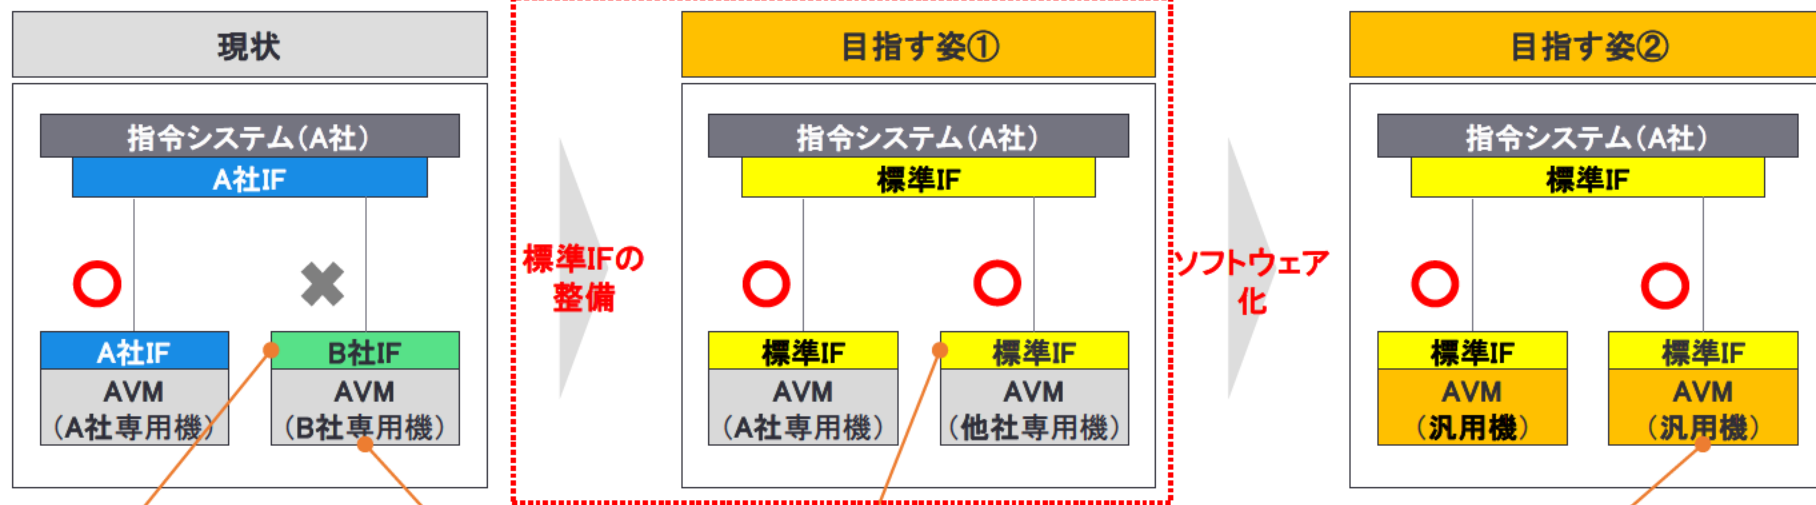 現状
指令システム(A社)
A社IF
A社IF
AVM
(A社専用機)
B社IF
AVM
(B社専用機)
標準IFの
整備
目指す姿①
指令システム(A社)
標準IF
標準IF
AVM
(A社専用機)
標準IF
AVM
(他社専用機)
ソフトウェア
化
目指す姿②
指令システム(A社)
標準IF
標準IF
AVM
(汎用機)
標準IF
AVM
(汎用機)